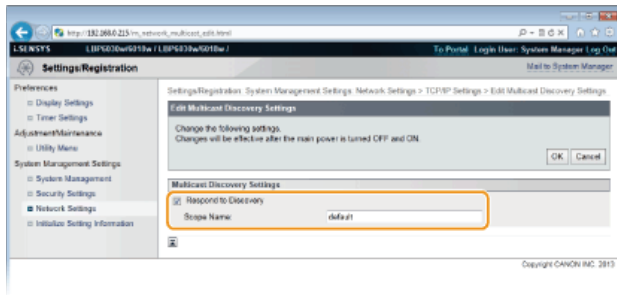 http://192.168.0.215/m_network_multicast_edit.html
LBP6030w/6018w / LBP6030w/6018w /
To Portal Login User: System Manager Log Out
Settings/Registration
Mail to System Manager
Preferences
Display Settings
Timer Settings
Adjustment/Maintenance
Utility Menu
System Management Settings
System Management
Security Settings
Network Settings
Initialize Setting Information
Settings/Registration: System Management Settings: Network Settings > TCP/IP Settings > Edit Multicast Discovery Settings
Edit Multicast Discovery Settings
Change the following settings.
Changes will be effective after the main power is turned OFF and ON.
OK Cancel
Multicast Discovery Settings
Respond to Discovery
Scope Name: default
Copyright CANON INC. 2013